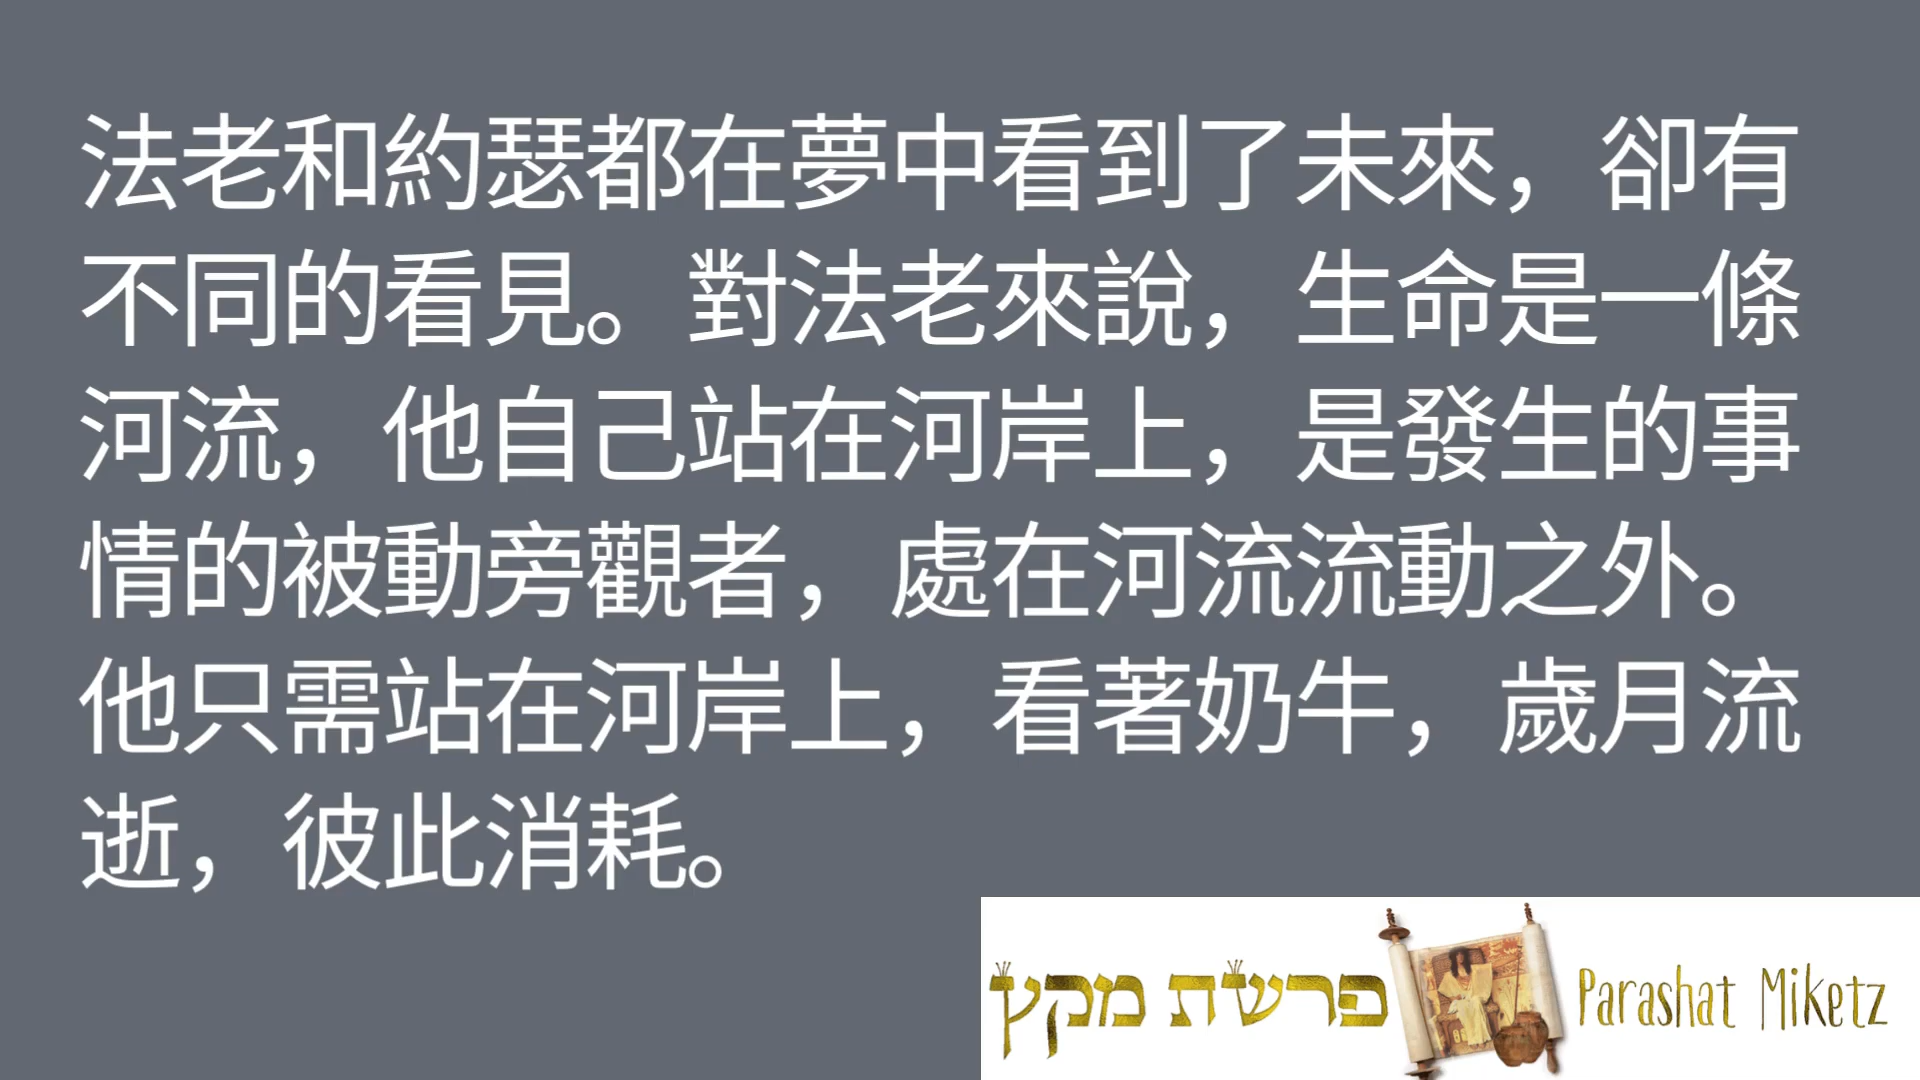 法老和約瑟都在夢中看到了未來，卻有
不同的看見。對法老來說，生命是一條
河流，他自己站在河岸上，是發生的事
情的被動旁觀者，處在河流流動之外。
他只需站在河岸上，看著奶牛，歲月流
逝，彼此消耗。
פרשת מקץ
Parashat Miketz